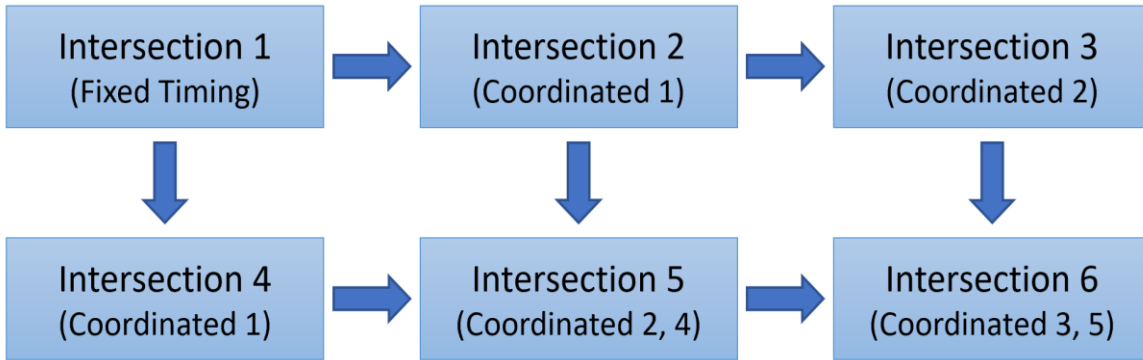 Intersection 1
(Fixed Timing)
Intersection 2
(Coordinated 1)
Intersection 3
(Coordinated 2)
Intersection 4
(Coordinated 1)
Intersection 5
(Coordinated 2, 4)
Intersection 6
(Coordinated 3, 5)